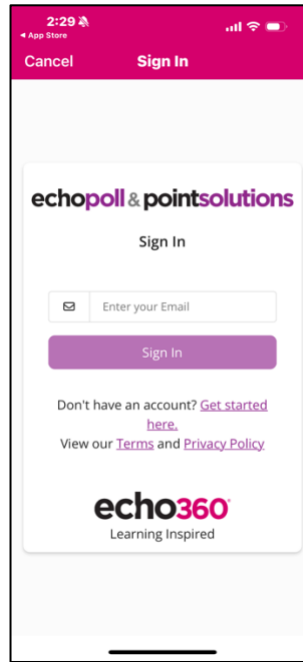 2:29
App Store
Cancel Sign In
echopoll & pointsolutions
Sign In
Enter your Email
Sign In
Don't have an account? Get started
here.
View our Terms and Privacy Policy
echo360
Learning Inspired